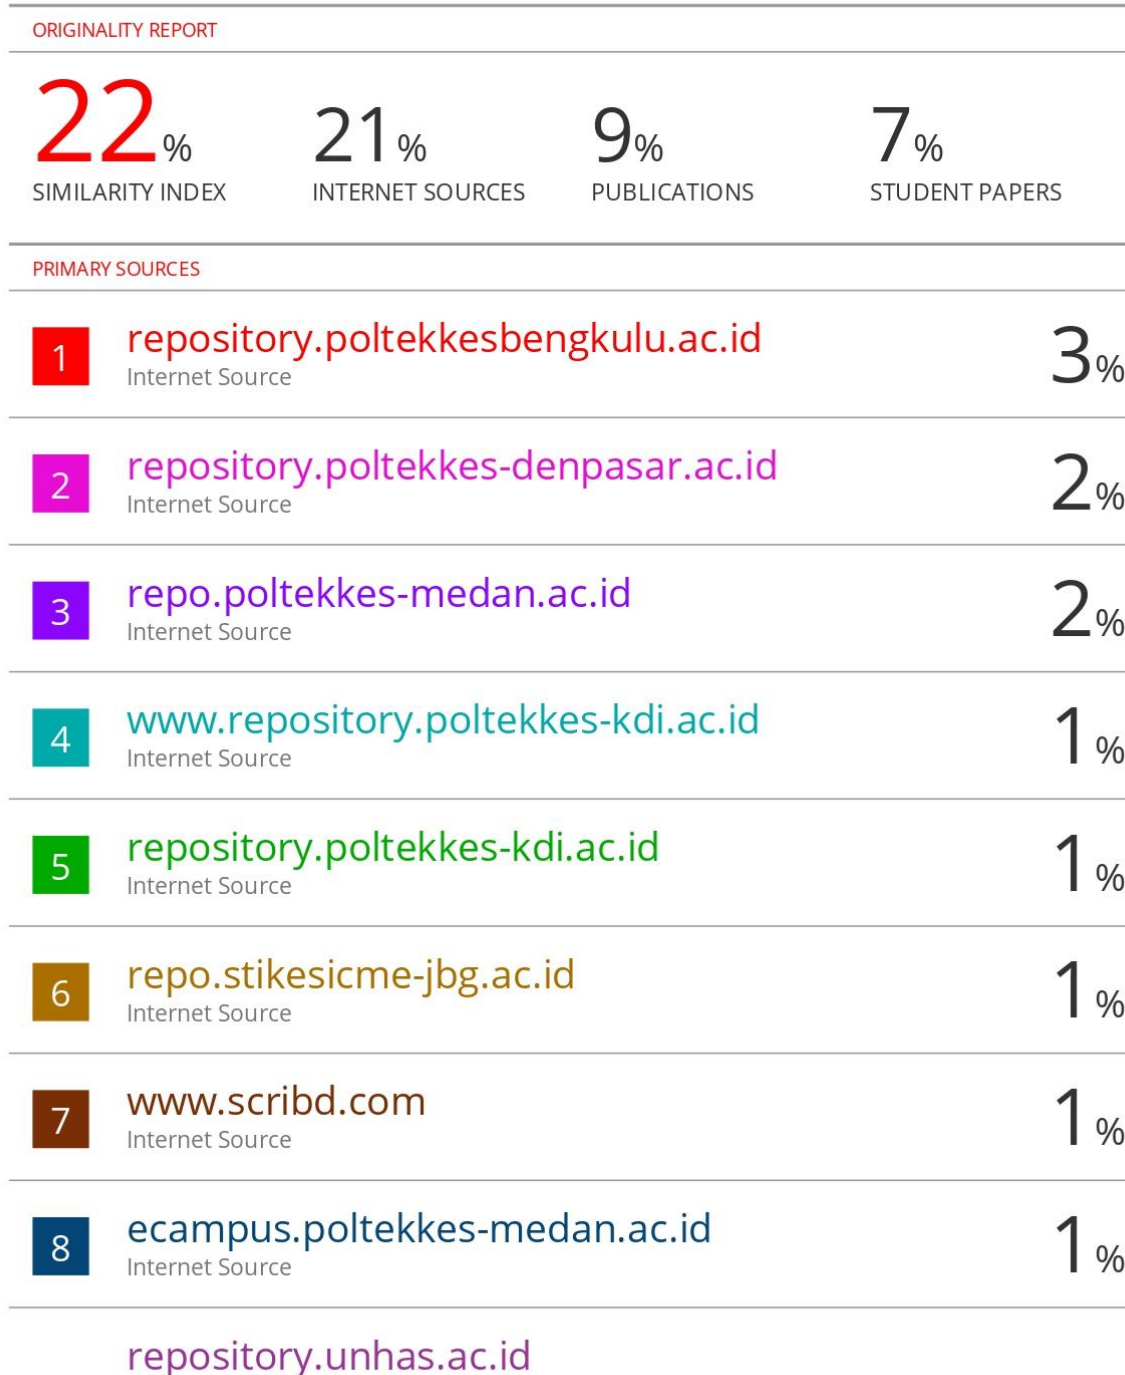 ORIGINALITY REPORT
22%
21%
9%
7%
SIMILARITY INDEX
INTERNET SOURCES
PUBLICATIONS
STUDENT PAPERS
PRIMARY SOURCES
1
repository.poltekkesbengkulu.ac.id
Internet Source
3%
2
repository.poltekkes-denpasar.ac.id
Internet Source
2%
3
repo.poltekkes-medan.ac.id
Internet Source
2%
4
www.repository.poltekkes-kdi.ac.id
Internet Source
1%
5
repository.poltekkes-kdi.ac.id
Internet Source
1%
6
repo.stikesicme-jbg.ac.id
Internet Source
1%
7
www.scribd.com
Internet Source
1%
8
ecampus.poltekkes-medan.ac.id
Internet Source
1%
repository.unhas.ac.id